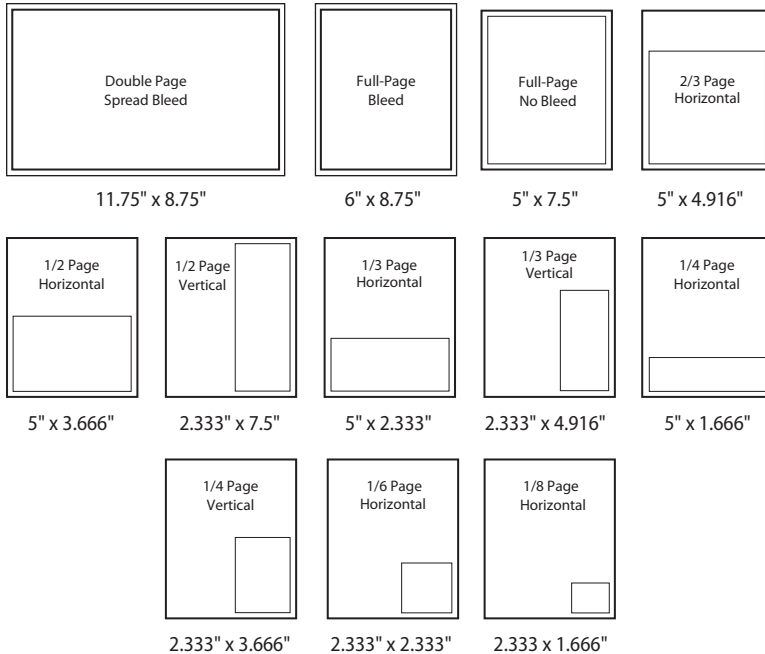 Double Page
Spread Bleed
11.75" x 8.75"
Full-Page
Bleed
6" x 8.75"
Full-Page
No Bleed
5" x 7.5"
2/3 Page
Horizontal
5" x 4.916"
1/2 Page
Horizontal
5" x 3.666"
1/2 Page
Vertical
2.333" x 7.5"
1/3 Page
Horizontal
5" x 2.333"
1/3 Page
Vertical
2.333" x 4.916"
1/4 Page
Horizontal
5" x 1.666"
1/4 Page
Vertical
2.333" x 3.666"
1/6 Page
Horizontal
2.333" x 2.333"
1/8 Page
Horizontal
2.333 x 1.666"